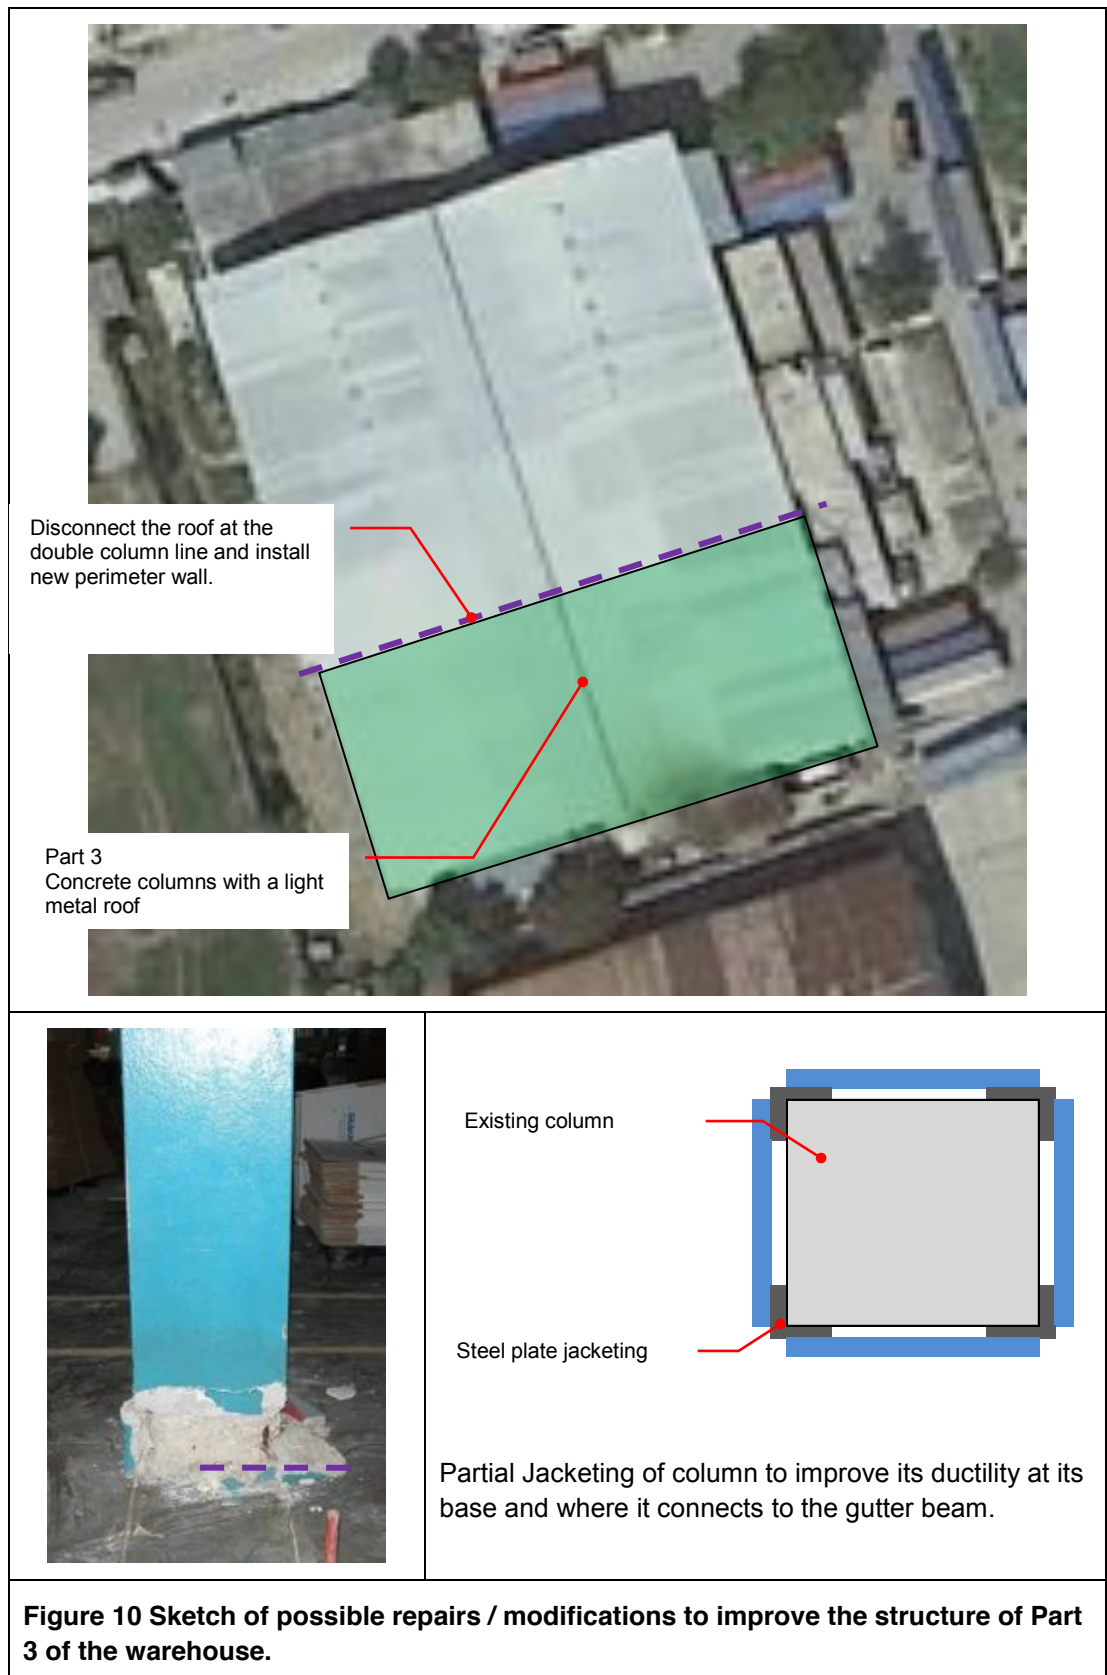 Disconnect the roof at the
double column line and install
new perimeter wall.
Part 3
Concrete columns with a light
metal roof
Existing column
Steel plate jacketing
Partial Jacketing of column to improve its ductility at its
base and where it connects to the gutter beam.
Figure 10 Sketch of possible repairs / modifications to improve the structure of Part
3 of the warehouse.